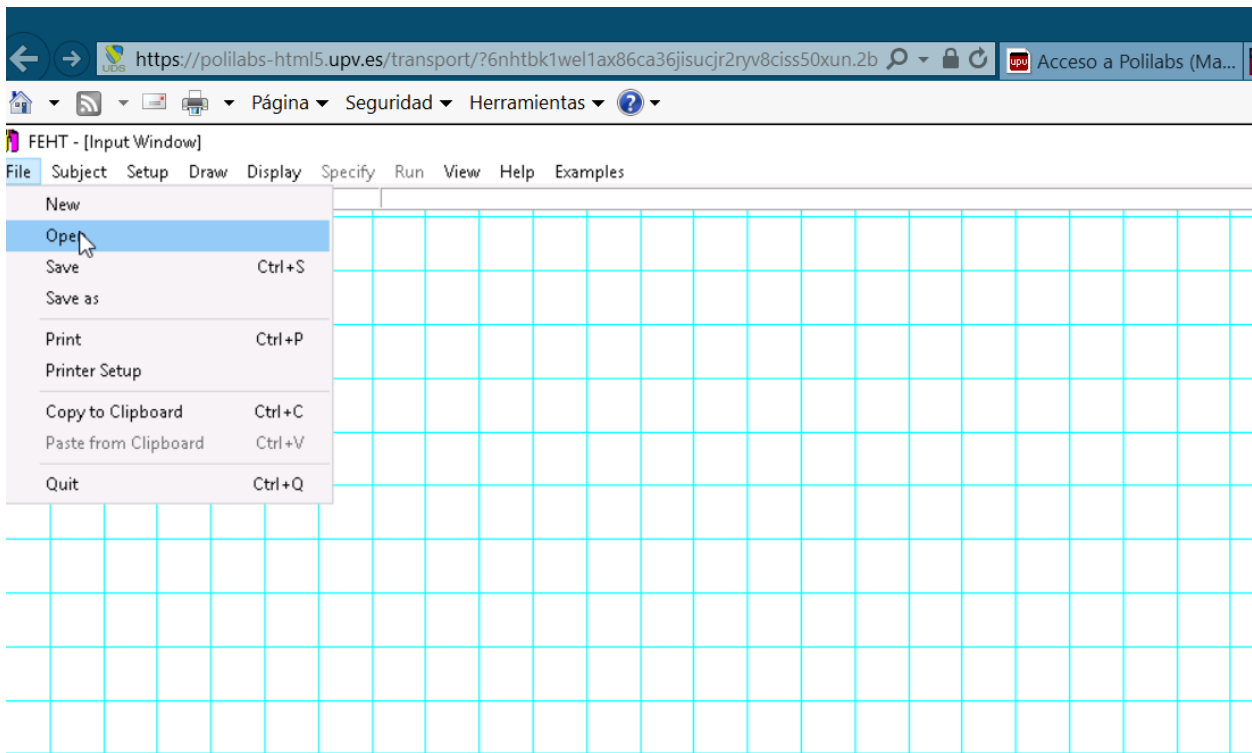 UDS https://polilabs-html5.upv.es/transport/?6nhtbk1wel1ax86ca36jisucjr2ryv8ciss50xun.2b upv Acceso a Polilabs (Ma...
Página Seguridad Herramientas ?
FEHT - [Input Window]
File Subject Setup Draw Display Specify Run View Help Examples
New
Open
Save Ctrl+S
Save as
Print Ctrl+P
Printer Setup
Copy to Clipboard Ctrl+C
Paste from Clipboard Ctrl+V
Quit Ctrl+Q